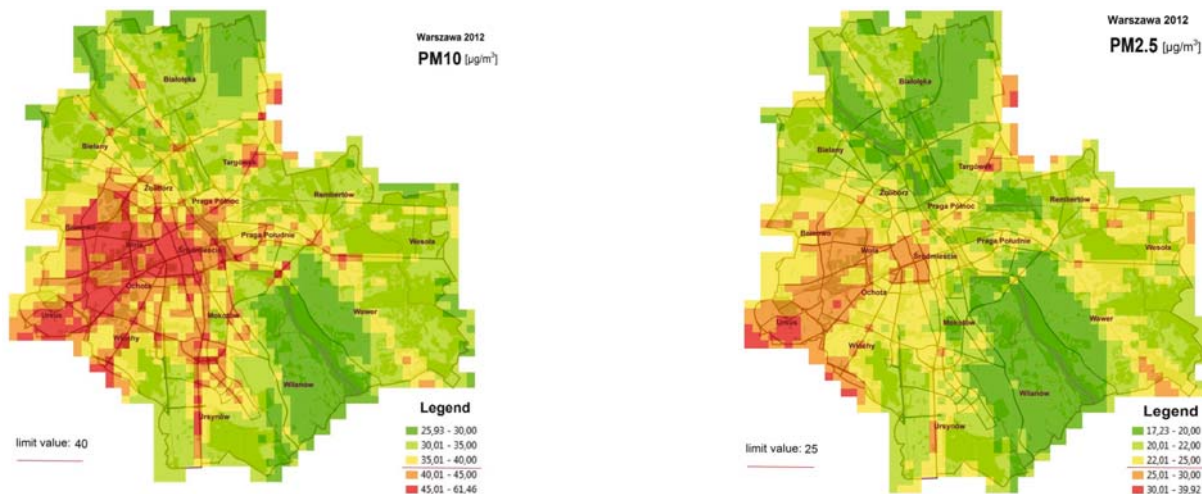 Warszawa 2012
PM10 [µg/m³]
Białołęka
Bielany
Targówek
Żoliborz
Praga Północ
Rembertów
Bemowo
Wola
Śródmieście
Praga Południe
Wesoła
Ochota
Ursus
Mokotów
Wawer
Włochy
Wilanów
Ursynów
Legend
25,93 - 30,00
30,01 - 35,00
35,01 - 40,00
40,01 - 45,00
45,01 - 61,46
limit value: 40
Warszawa 2012
PM2.5 [µg/m³]
Białołęka
Bielany
Targówek
Żoliborz
Praga Północ
Rembertów
Bemowo
Wola
Śródmieście
Praga Południe
Wesoła
Ochota
Ursus
Mokotów
Wawer
Włochy
Wilanów
Ursynów
Legend
17,23 - 20,00
20,01 - 22,00
22,01 - 25,00
25,01 - 30,00
30,01 - 39,92
limit value: 25